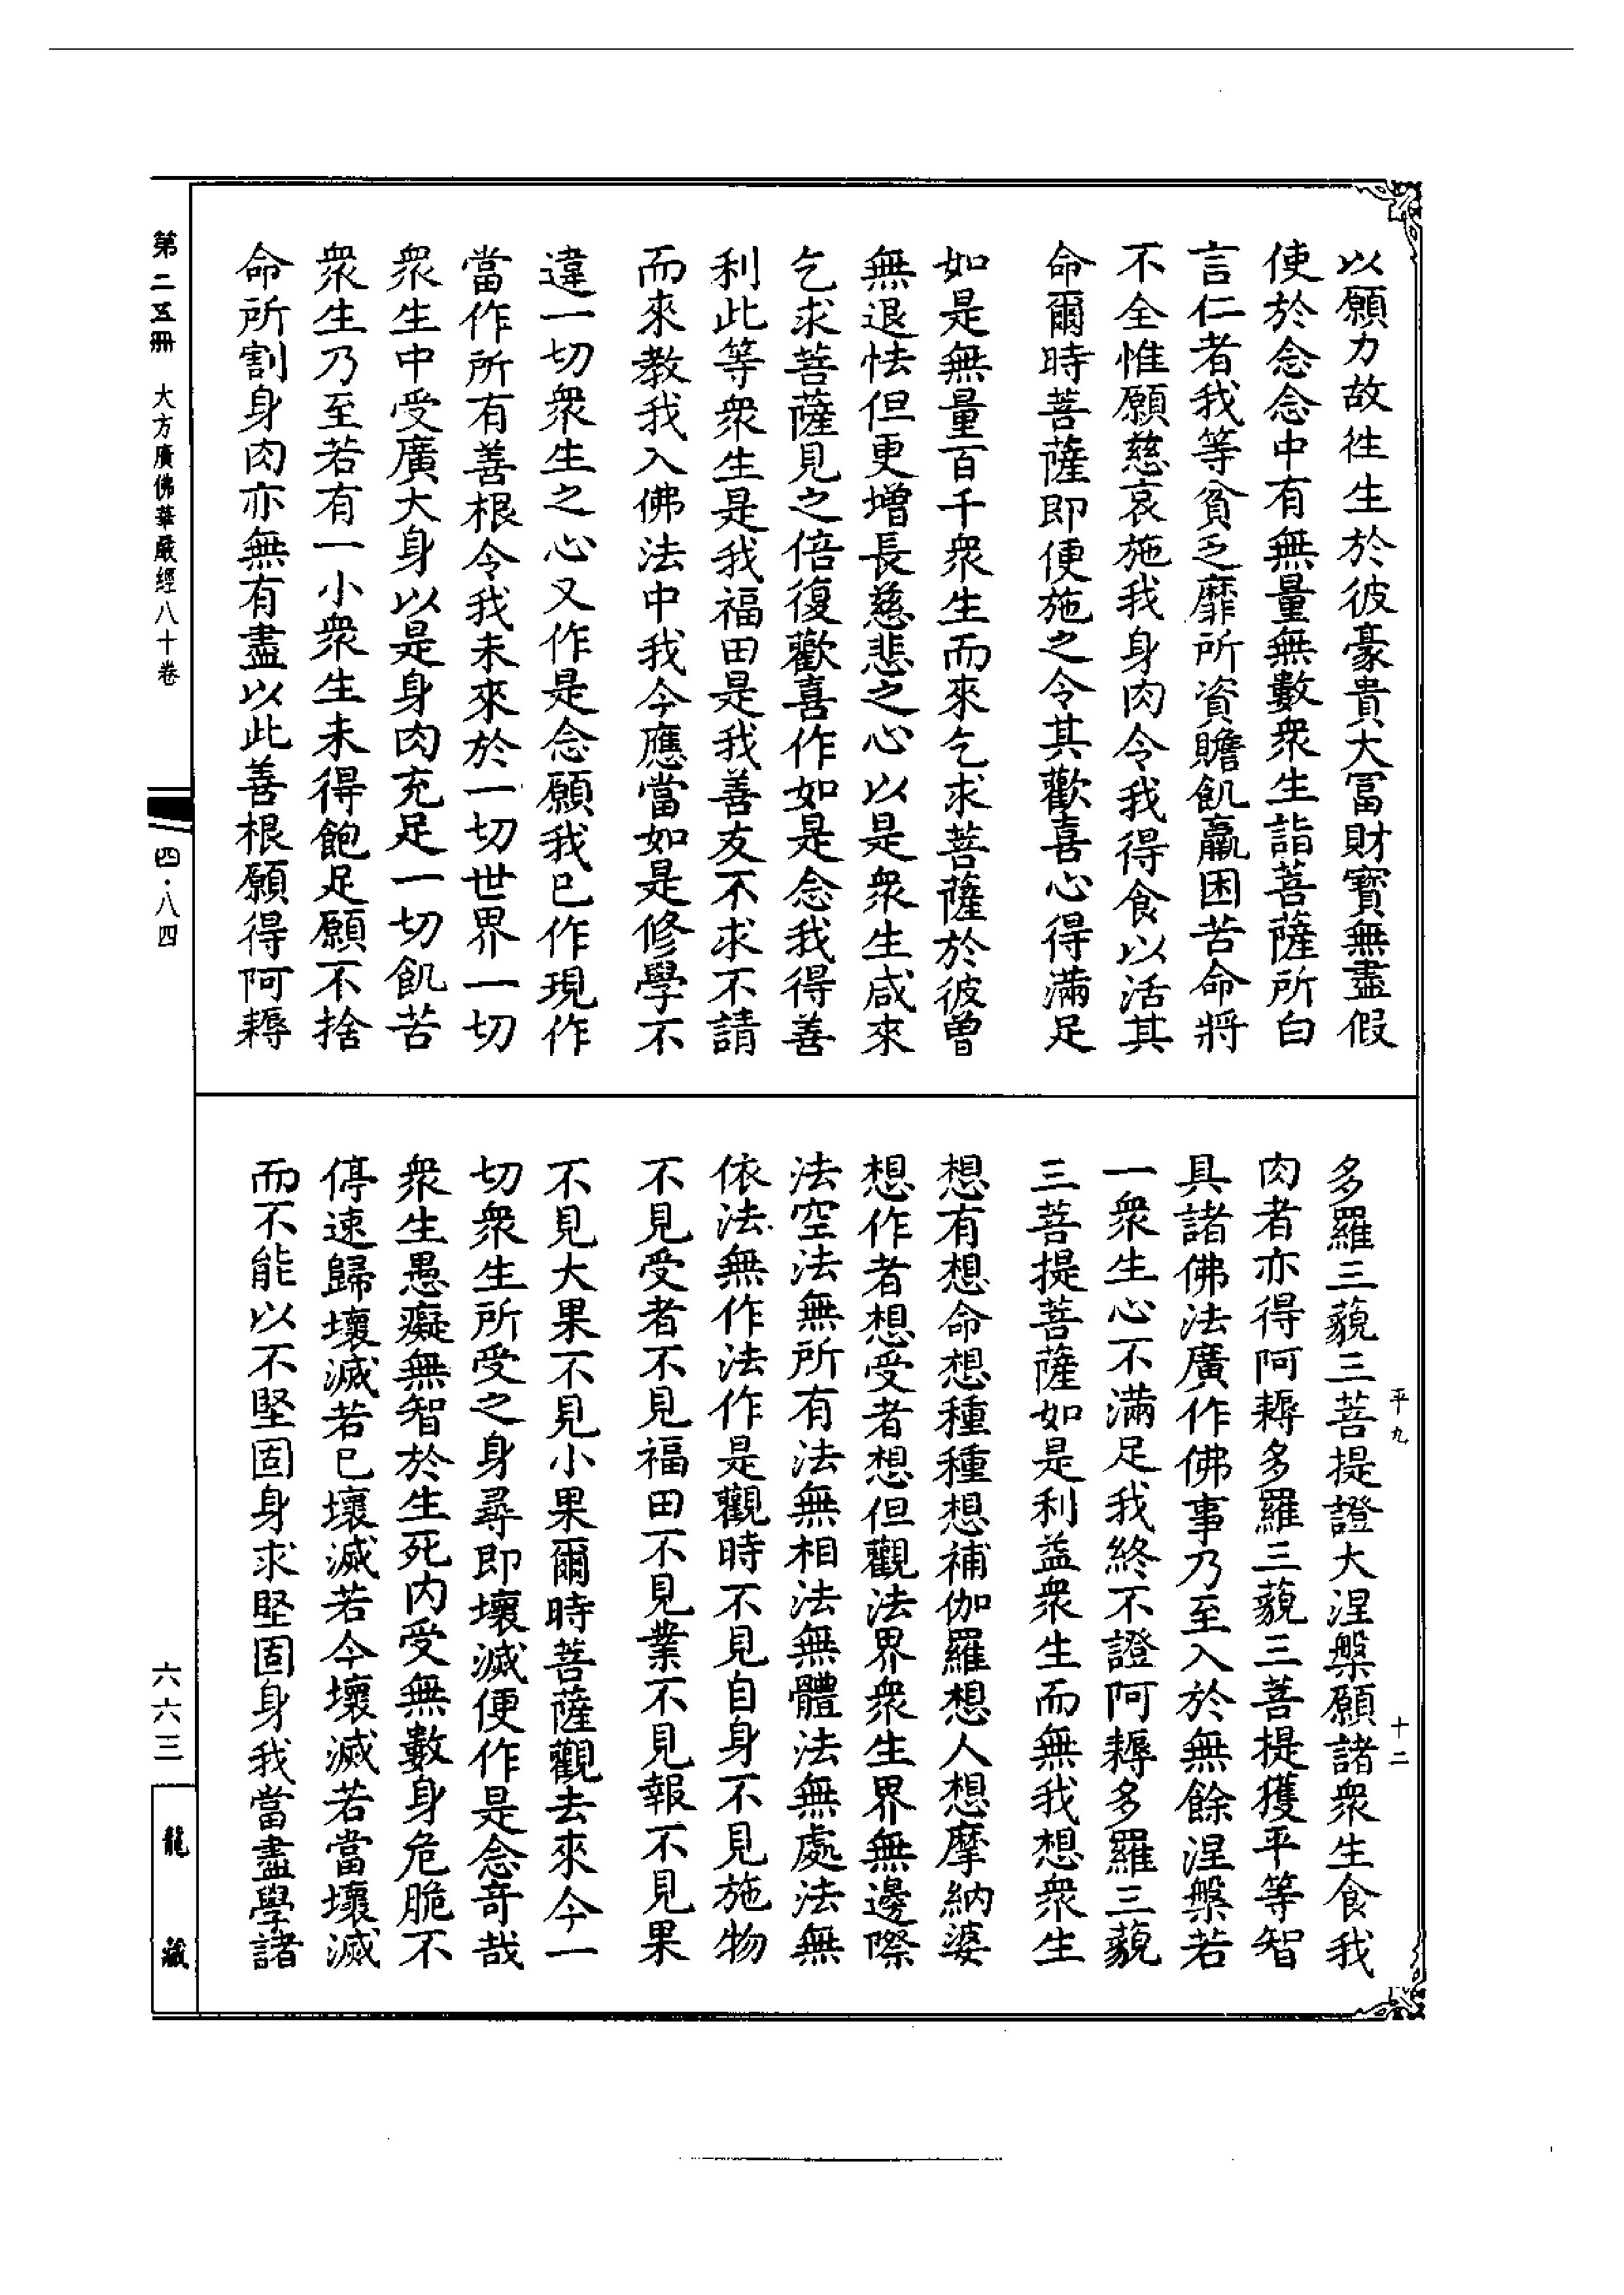 以願力故徃生於彼豪貴大冨財寳無盡假
使於念念中有無量無數衆生詣菩薩所白
言仁者我等貧乏靡所資贍飢羸困苦命將
不全惟願慈哀施我身肉令我得食以活其
命爾時菩薩即便施之令其歡喜心得滿足
如是無量百千衆生而來乞求菩薩於彼曾
無退怯但更增長慈悲之心以是衆生咸來
乞求菩薩見之倍復歡喜作如是念我得善
利此等衆生是我福田是我善友不求不請
而來教我入佛法中我今應當如是修學不
違一切衆生之心又作是念願我已作現作
當作所有善根令我未來於一切世界一切
衆生中受廣大身以是身肉充足一切飢苦
衆生乃至若有一小衆生未得飽足願不捨
命所割身肉亦無有盡以此善根願得阿耨
多羅三藐三菩提證大涅槃願諸衆生食我
肉者亦得阿耨多羅三藐三菩提獲平等智
具諸佛法廣作佛事乃至入於無餘涅槃若
一衆生心不滿足我終不證阿耨多羅三藐
三菩提菩薩如是利益衆生而無我想衆生
想有想命想種種想補伽羅想人想摩納婆
想作者想受者想但觀法界衆生界無邊際
法空法無所有法無相法無體法無處法無
依法無作法作是觀時不見自身不見施物
不見受者不見福田不見業不見報不見果
不見大果不見小果爾時菩薩觀去來今一
切衆生所受之身尋即壞滅便作是念奇哉
衆生愚癡無智於生死内受無數身危脆不
停速歸壞滅若已壞滅若今壞滅若當壞滅
而不能以不堅固身求堅固身我當盡學諸
平九
十二
第二五冊 大方廣佛華嚴經八十卷
四·八四
六六三
龍藏